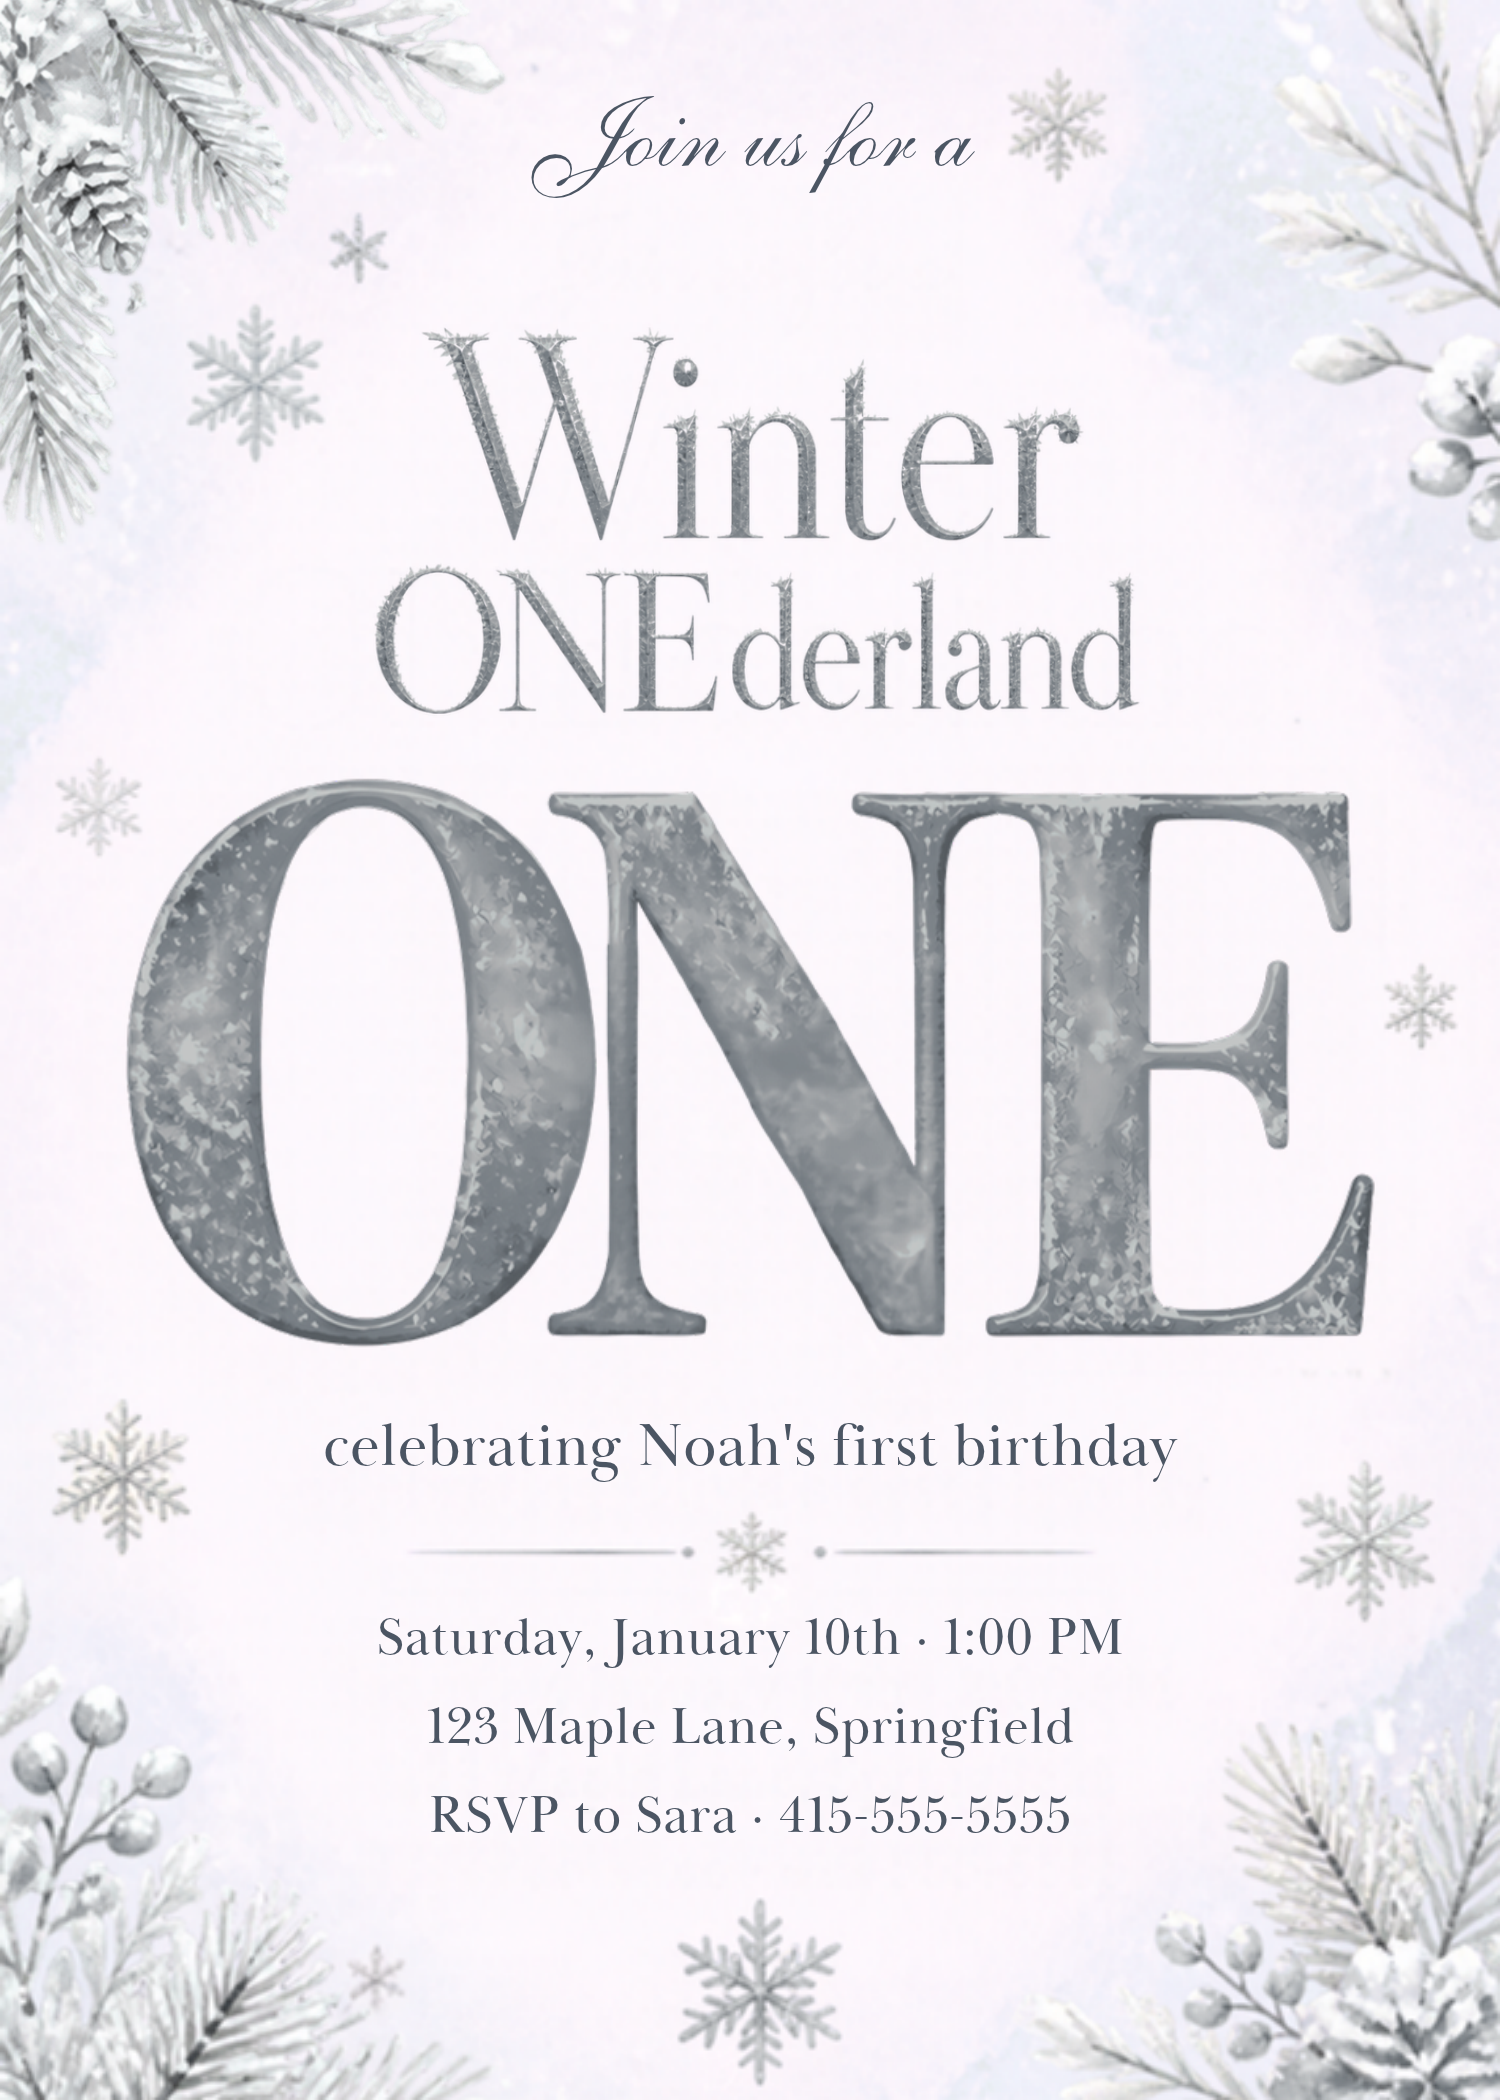 Join us for a
Winter
ONEderland
ONE
celebrating Noah's first birthday
Saturday, January 10th · 1:00 PM
123 Maple Lane, Springfield
RSVP to Sara · 415-555-5555